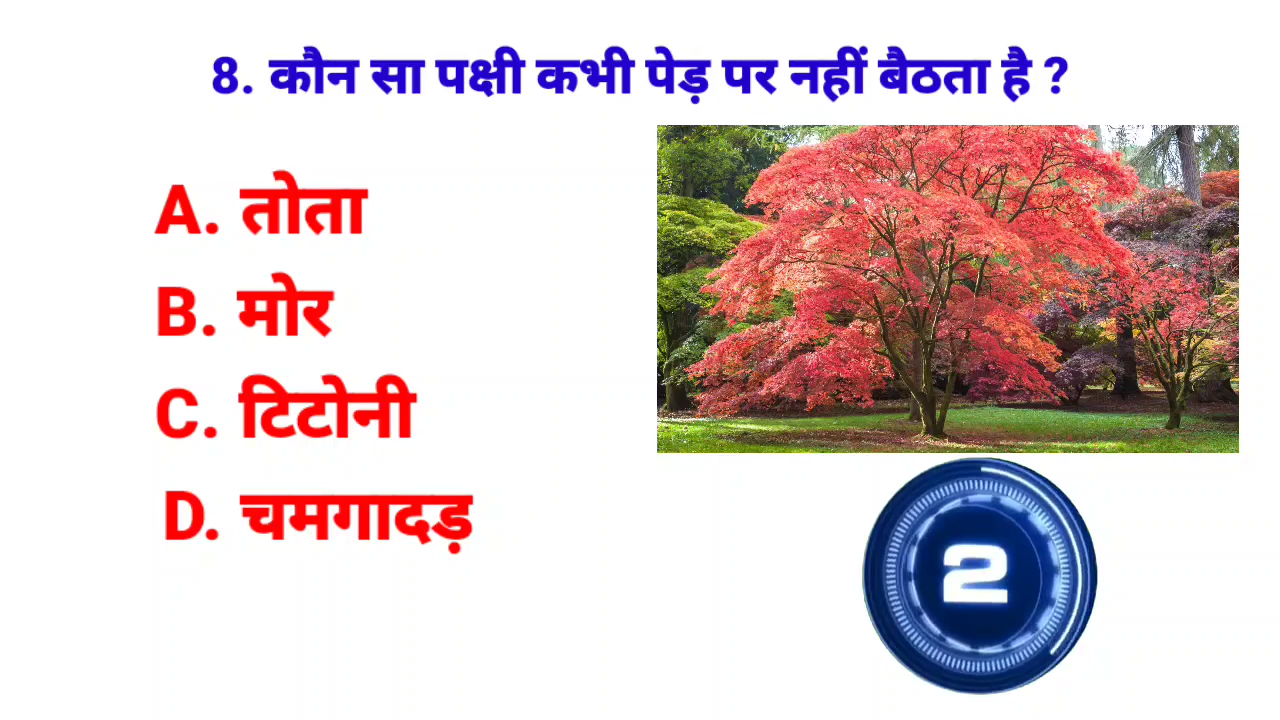 8. कौन सा पक्षी कभी पेड़ पर नहीं बैठता है ?
A. तोता
B. मोर
C. टिटोनी
D. चमगादड़
2